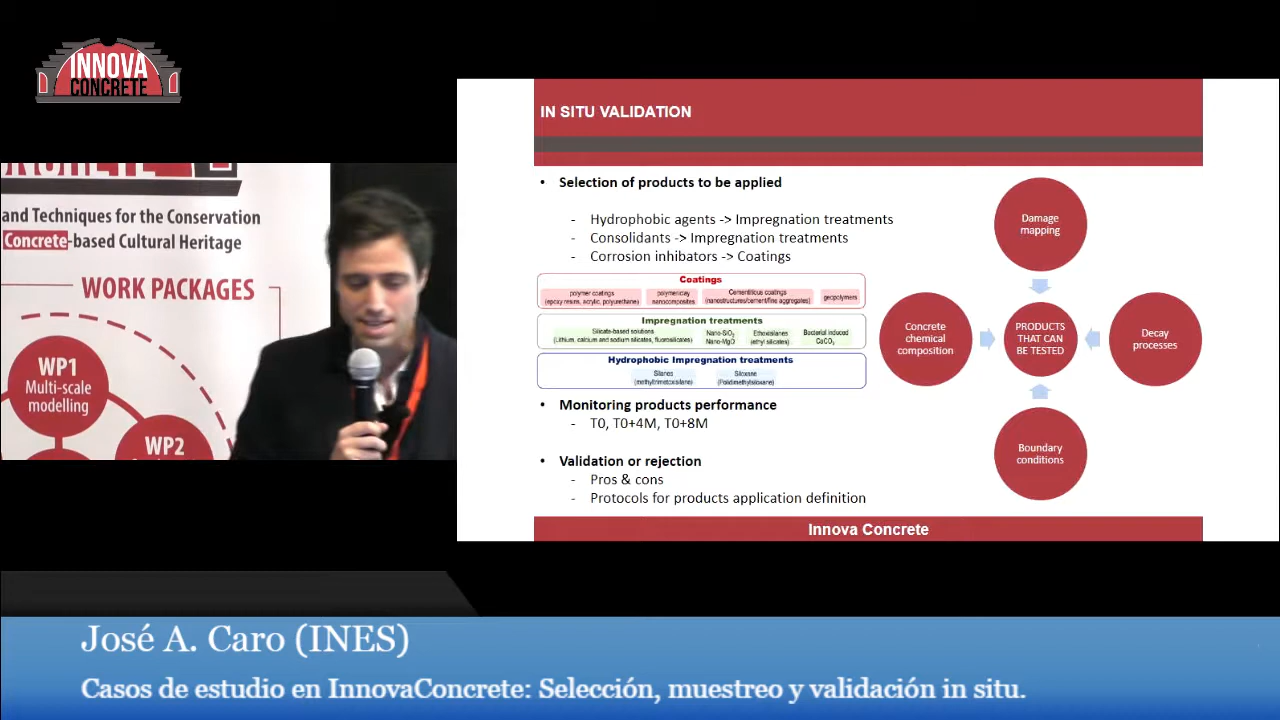 INNOVA
CONCRETE
and Techniques for the Conservation
Concrete-based Cultural Heritage
WORK PACKAGES
WP1
Multi-scale
modelling
WP2
IN SITU VALIDATION
• Selection of products to be applied
- Hydrophobic agents -> Impregnation treatments
- Consolidants -> Impregnation treatments
- Corrosion inhibitors -> Coatings
Coatings
polymer coatings
(epoxy resins, acrylic, polyurethane)
polymer/clay
nanocomposites
Cementitious coatings
(nanostructures/cement/fine aggregates)
geopolymers
Impregnation treatments
Silicate-based solutions
(Lithium, calcium and sodium silicates, fluorosilicates)
Nano-SiO2
Nano-MgO
Ethoxisilanes
(ethyl silicates)
Bacterial induced
CaCO3
Hydrophobic Impregnation treatments
Silanes
(methyltrimetoxisilane)
Siloxane
(Polidimethylsiloxane)
• Monitoring products performance
- T0, T0+4M, T0+8M
• Validation or rejection
- Pros & cons
- Protocols for products application definition
Damage
mapping
Concrete
chemical
composition
PRODUCTS
THAT CAN
BE TESTED
Decay
processes
Boundary
conditions
Innova Concrete
José A. Caro (INES)
Casos de estudio en InnovaConcrete: Selección, muestreo y validación in situ.